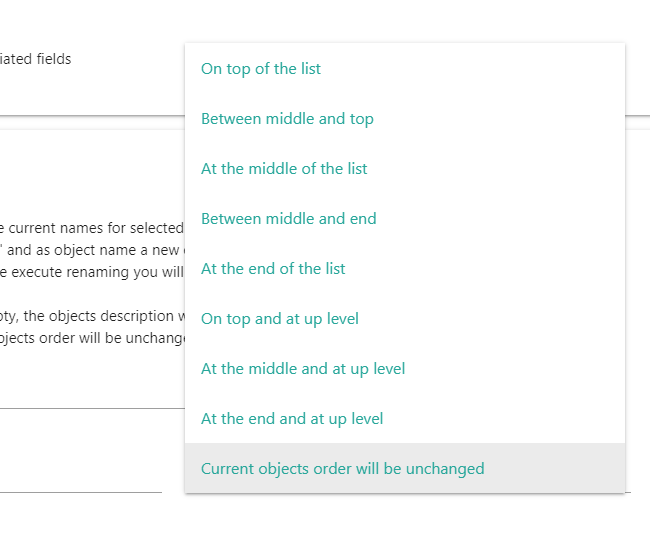 iated fields
On top of the list
Between middle and top
At the middle of the list
e current names for selected
Between middle and end
and as object name a new
At the end of the list
e execute renaming you will
On top and at up level
ty, the objects description
bjects order will be unchang
At the middle and at up level
At the end and at up level
Current objects order will be unchanged